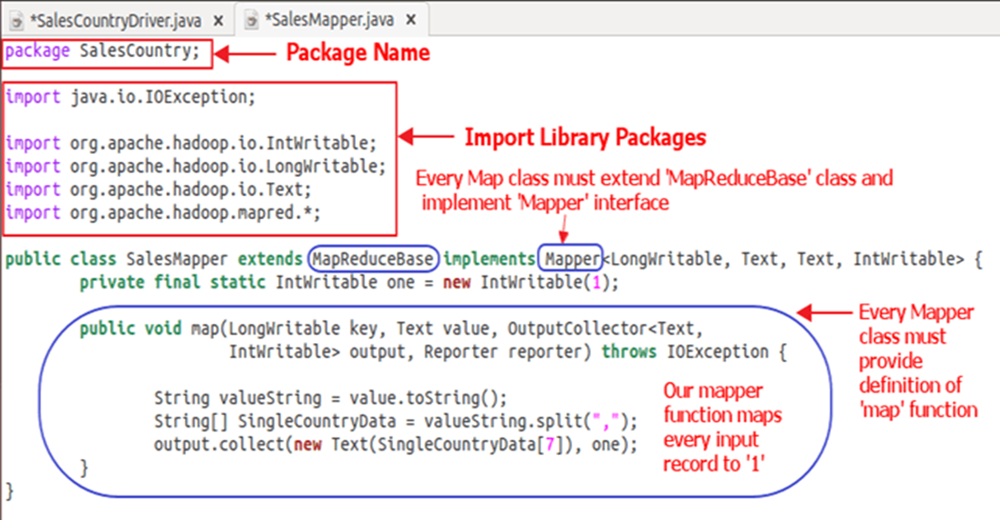 *SalesCountryDriver.java x *SalesMapper.java x
package SalesCountry;
Package Name
import java.io.IOException;
import org.apache.hadoop.io.IntWritable;
import org.apache.hadoop.io.LongWritable;
import org.apache.hadoop.io.Text;
import org.apache.hadoop.mapred.*;
Import Library Packages
Every Map class must extend 'MapReduceBase' class and
implement 'Mapper' interface
public class SalesMapper extends MapReduceBase implements Mapper<LongWritable, Text, Text, IntWritable> {
private final static IntWritable one = new IntWritable(1);
public void map(LongWritable key, Text value, OutputCollector<Text,
IntWritable> output, Reporter reporter) throws IOException {
String valueString = value.toString();
String[] SingleCountryData = valueString.split(",");
output.collect(new Text(SingleCountryData[7]), one);
}
}
Our mapper
function maps
every input
record to '1'
Every Mapper
class must
provide
definition of
'map' function